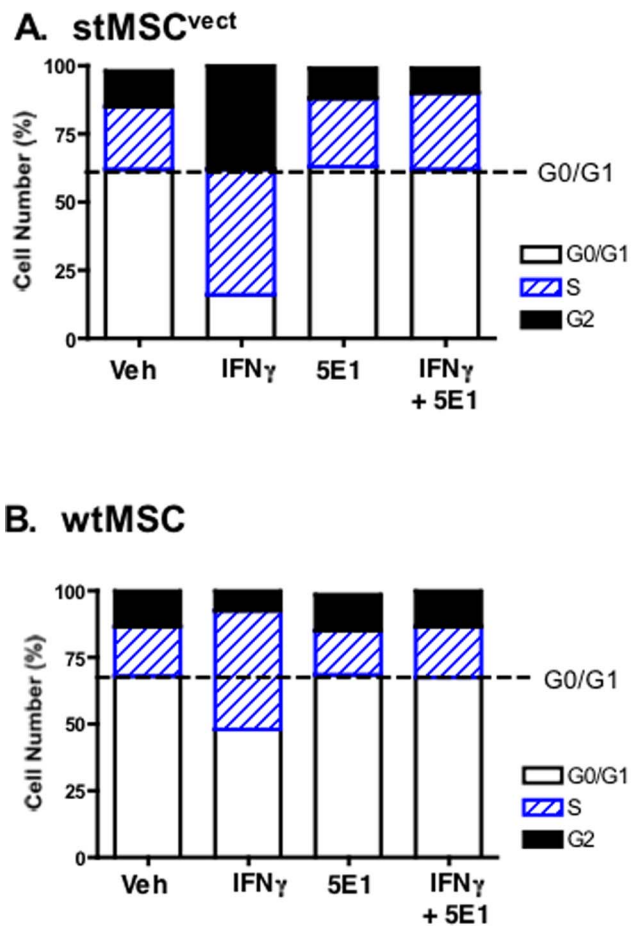 A. stMSCvect
100
75
50
25
0
Cell Number (%)
G0/G1
G0/G1
S
G2
Veh IFNγ 5E1 IFNγ
+ 5E1
B. wtMSC
100
75
50
25
0
Cell Number (%)
G0/G1
G0/G1
S
G2
Veh IFNγ 5E1 IFNγ
+ 5E1